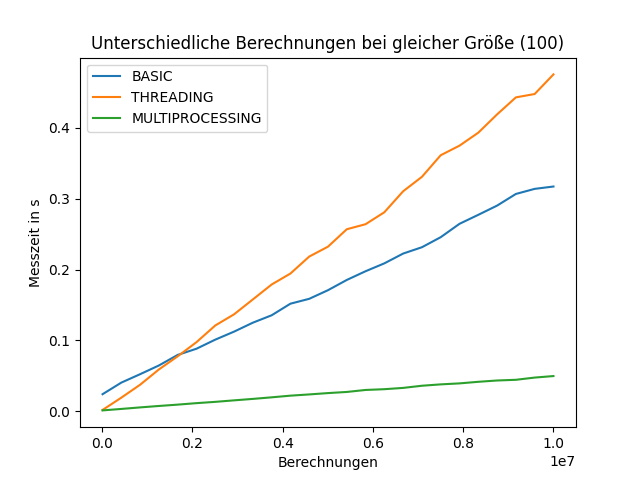 Unterschiedliche Berechnungen bei gleicher Größe (100)
BASIC
THREADING
MULTIPROCESSING
Messzeit in s
0.4
0.3
0.2
0.1
0.0
0.0 0.2 0.4 0.6 0.8 1.0
1e7
Berechnungen